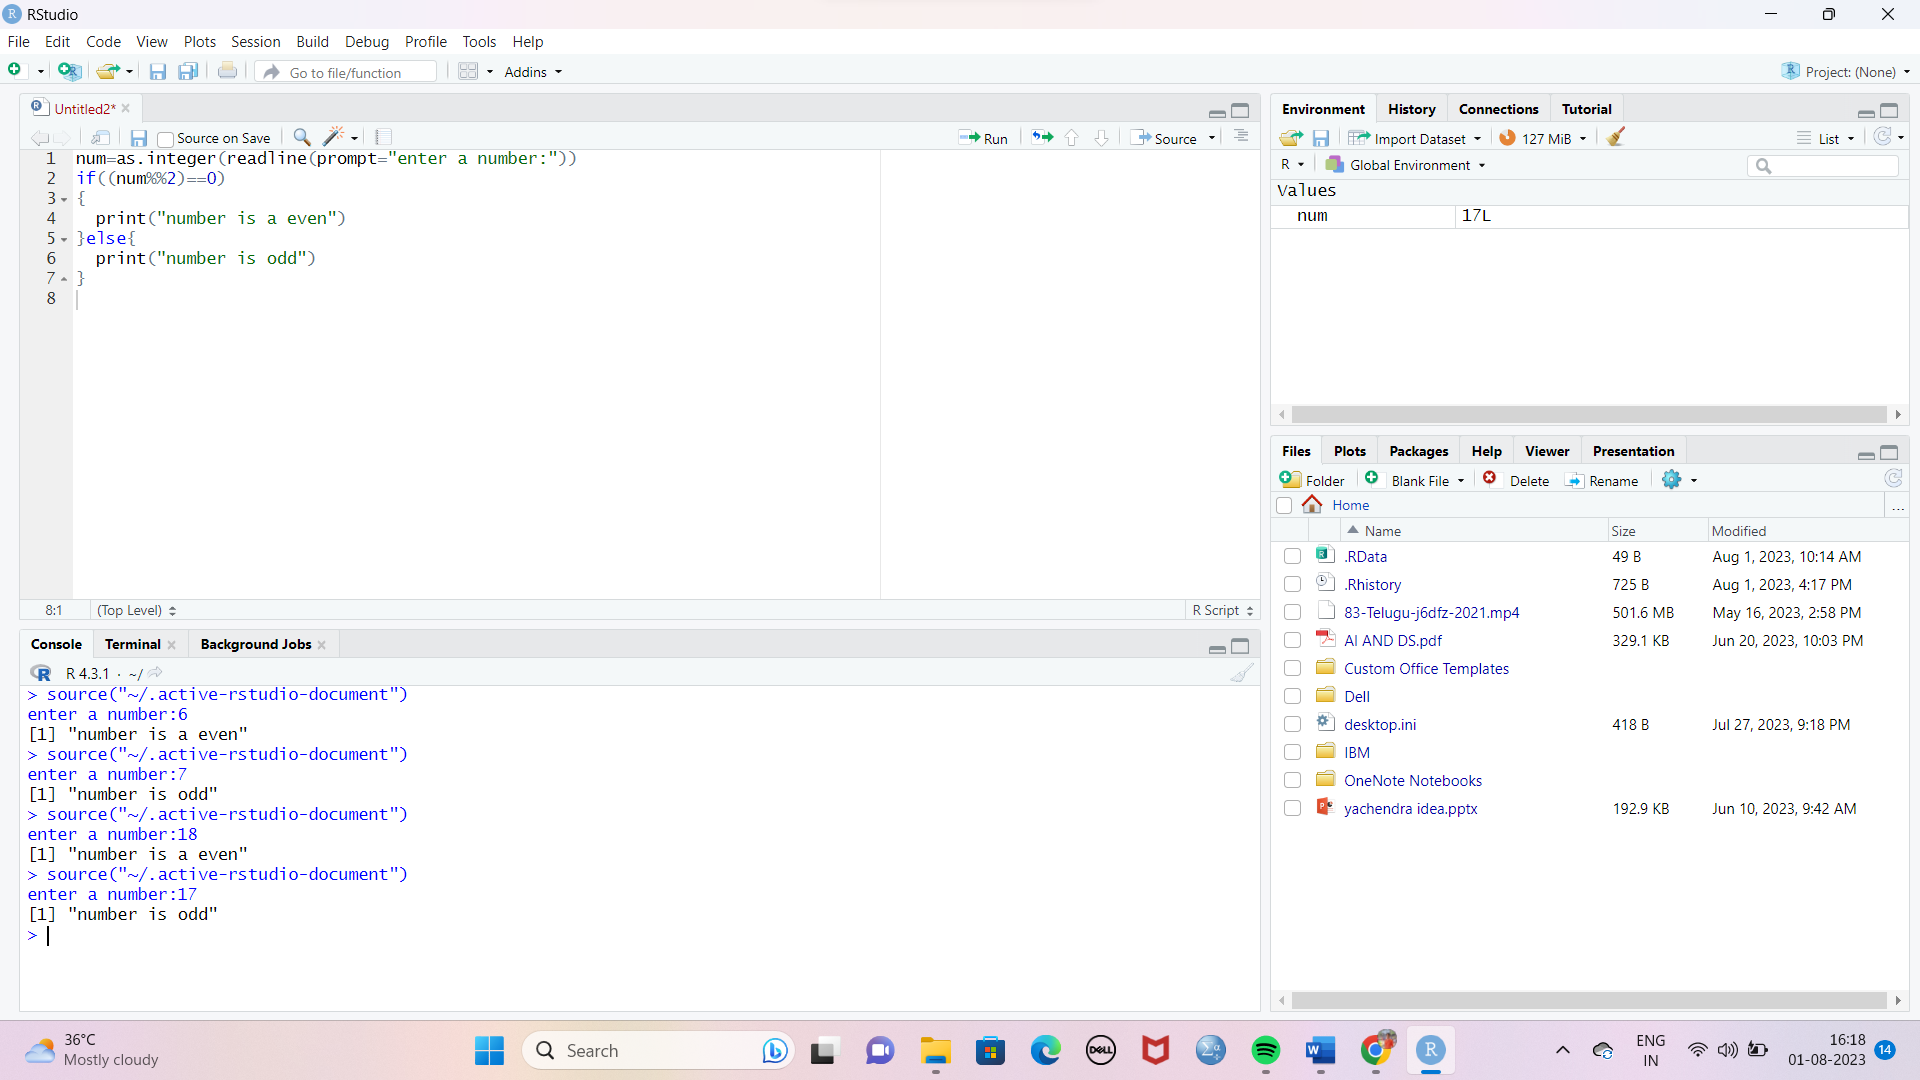 RStudio
File Edit Code View Plots Session Build Debug Profile Tools Help
Go to file/function Addins Project: (None)
Untitled2*
Source on Save Run Source
1 num=as.integer(readline(prompt="enter a number:"))
2 if((num%%2)==0)
3 {
4 print("number is a even")
5 }else{
6 print("number is odd")
7 }
8
8:1 (Top Level) R Script
Console Terminal Background Jobs
R 4.3.1 · ~/
> source("~/.active-rstudio-document")
enter a number:6
[1] "number is a even"
> source("~/.active-rstudio-document")
enter a number:7
[1] "number is odd"
> source("~/.active-rstudio-document")
enter a number:18
[1] "number is a even"
> source("~/.active-rstudio-document")
enter a number:17
[1] "number is odd"
>
Environment History Connections Tutorial
Import Dataset 127 MiB List
R Global Environment
Values
num 17L
Files Plots Packages Help Viewer Presentation
Folder Blank File Delete Rename
Home ...
Name Size Modified
.RData 49 B Aug 1, 2023, 10:14 AM
.Rhistory 725 B Aug 1, 2023, 4:17 PM
83-Telugu-j6dfz-2021.mp4 501.6 MB May 16, 2023, 2:58 PM
AI AND DS.pdf 329.1 KB Jun 20, 2023, 10:03 PM
Custom Office Templates
Dell
desktop.ini 418 B Jul 27, 2023, 9:18 PM
IBM
OneNote Notebooks
yachendra idea.pptx 192.9 KB Jun 10, 2023, 9:42 AM
36°C
Mostly cloudy
Search
DELL
ENG
IN
16:18
01-08-2023
14